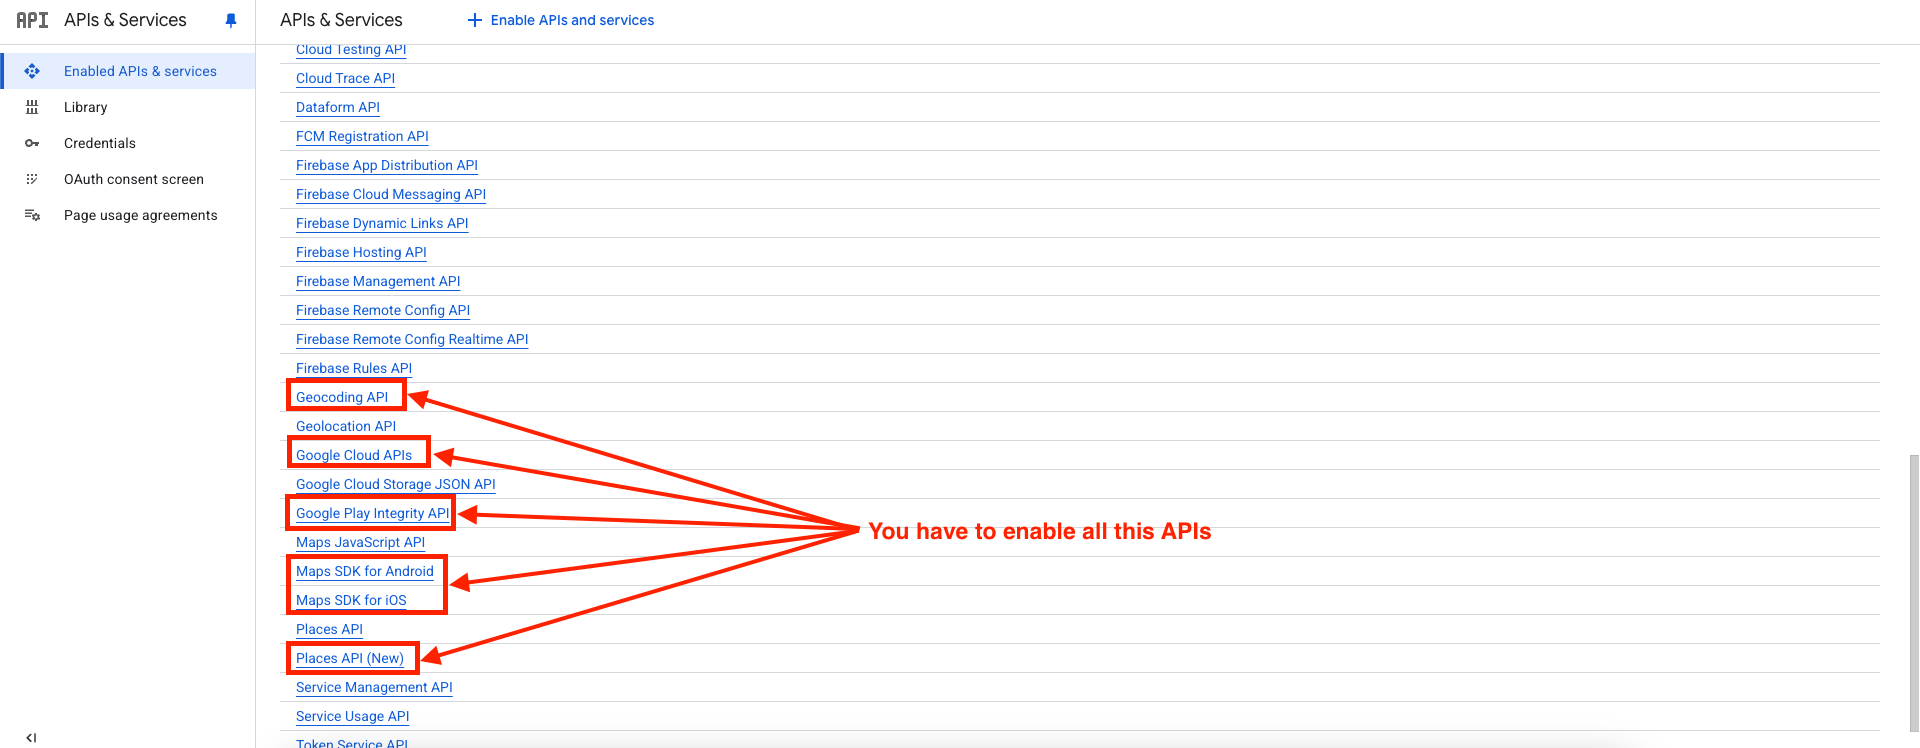 API APIs & Services
APIs & Services
Enable APIs and services
Enabled APIs & services
Library
Credentials
OAuth consent screen
Page usage agreements
Cloud Testing API
Cloud Trace API
Dataform API
FCM Registration API
Firebase App Distribution API
Firebase Cloud Messaging API
Firebase Dynamic Links API
Firebase Hosting API
Firebase Management API
Firebase Remote Config API
Firebase Remote Config Realtime API
Firebase Rules API
Geocoding API
Geolocation API
Google Cloud APIs
Google Cloud Storage JSON API
Google Play Integrity API
You have to enable all this APIs
Maps JavaScript API
Maps SDK for Android
Maps SDK for iOS
Places API
Places API (New)
Service Management API
Service Usage API
Token Service API